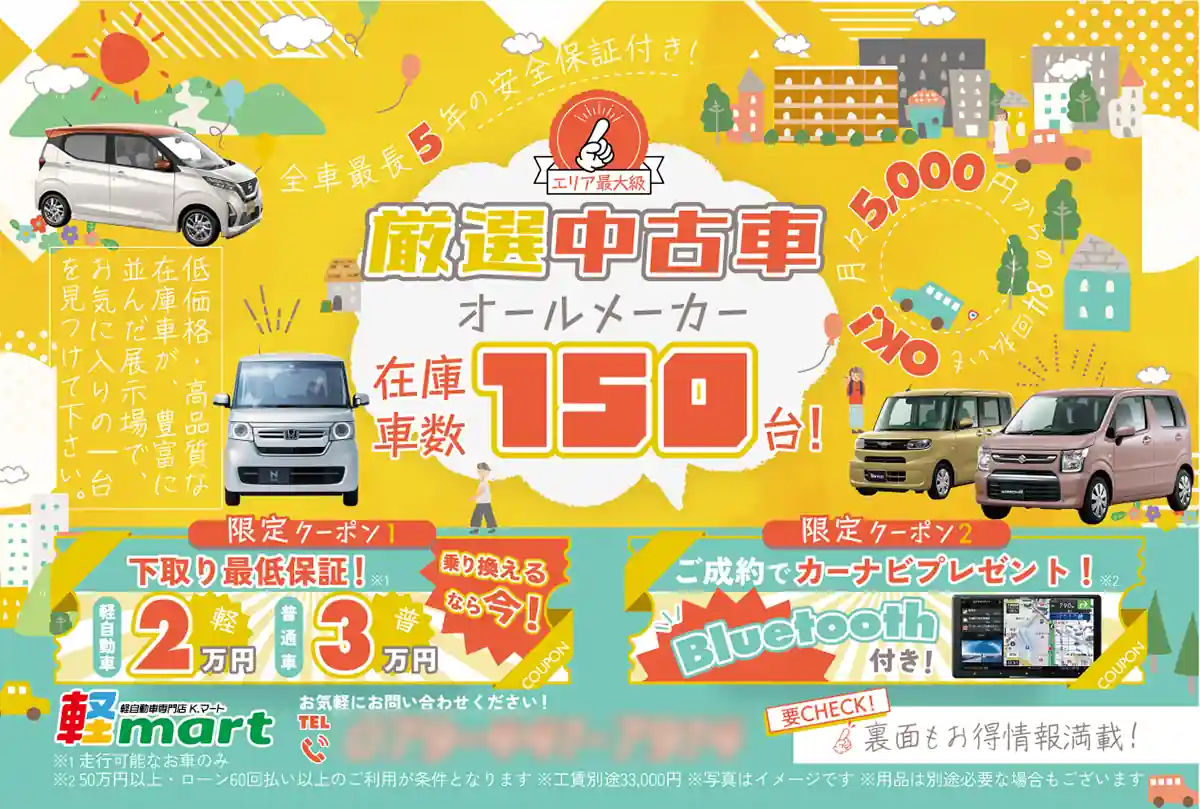 全車最長5年の安全保証付き!
エリア最大級
厳選中古車
オールメーカー
在庫
車数
150台!
月々5,000円からの84回払いも
OK!
低価格・高品質な
在庫車が、豊富に
並んだ展示場で、
お気に入りの一台
を見つけて下さい。
限定クーポン1
下取り最低保証!※1
乗り換える
なら今!
軽自動車
2万円
軽
普通車
3万円
普
COUPON
限定クーポン2
ご成約でカーナビプレゼント!※2
Bluetooth
付き!
COUPON
軽自動車専門店 K.マート
軽mart
お気軽にお問い合わせください!
TEL
要CHECK!
裏面もお得情報満載!
※1 走行可能なお車のみ
※2 50万円以上・ローン60回払い以上のご利用が条件となります ※工賃別途33,000円 ※写真はイメージです ※用品は別途必要な場合もございます